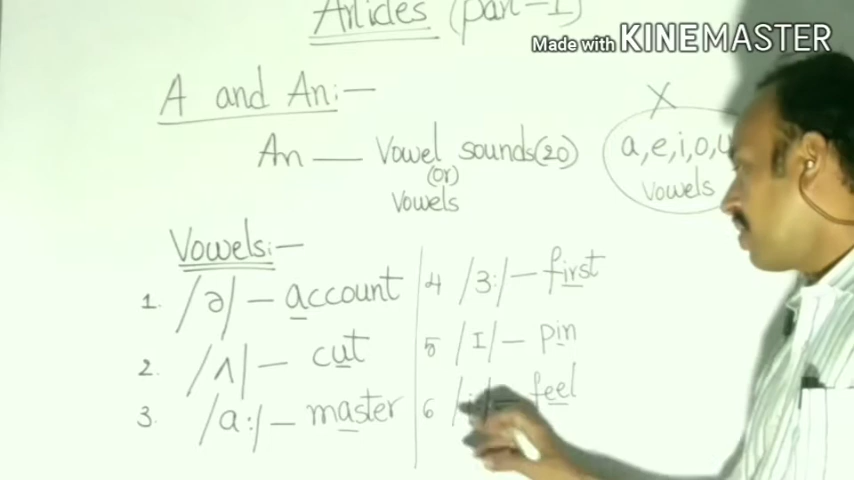 Articles (part-I)
Made with KINEMASTER
A and An:-
X
An — Vowel sounds(20)
(or)
Vowels
a, e, i, o, u
vowels
Vowels:-
1. /ə/ - account
2. /ʌ/ - cut
3. /a:/ - master
4 /3:/ - first
5 /I/ - pin
6 /i:/ - feel